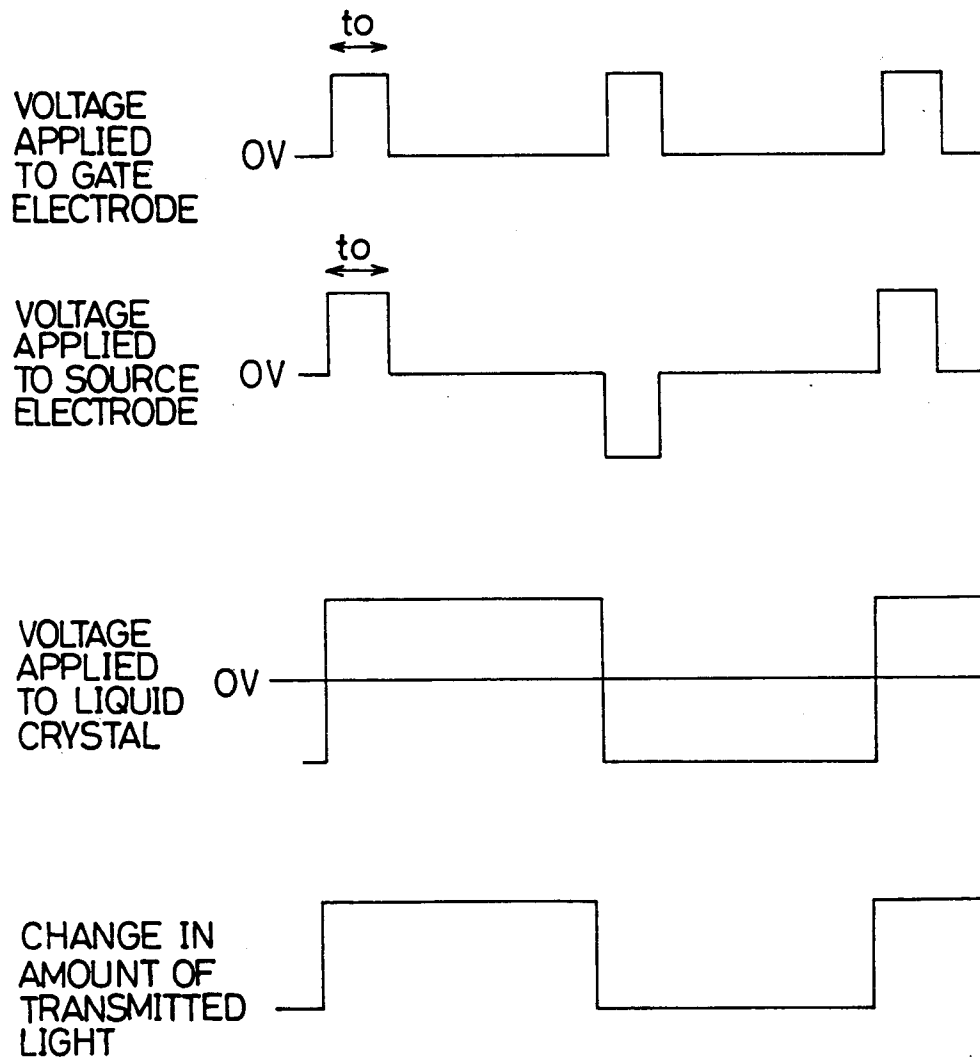 to
VOLTAGE
APPLIED
TO GATE
ELECTRODE
OV
to
VOLTAGE
APPLIED
TO SOURCE
ELECTRODE
OV
VOLTAGE
APPLIED
TO LIQUID
CRYSTAL
OV
CHANGE IN
AMOUNT OF
TRANSMITTED
LIGHT